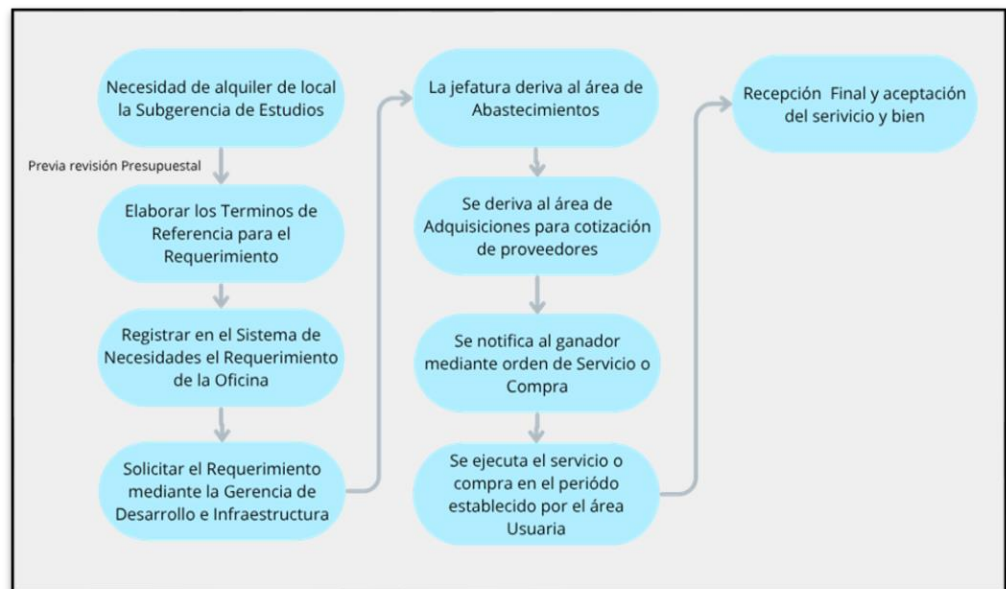 Necesidad de alquiler de local
la Subgerencia de Estudios
Previa revisión Presupuestal
Elaborar los Terminos de
Referencia para el
Requerimiento
Registrar en el Sistema de
Necesidades el Requerimiento
de la Oficina
Solicitar el Requerimiento
mediante la Gerencia de
Desarrollo e Infraestructura
La jefatura deriva al área de
Abastecimientos
Se deriva al área de
Adquisiciones para cotización
de proveedores
Se notifica al ganador
mediante orden de Servicio o
Compra
Se ejecuta el servicio o
compra en el periódo
establecido por el área
Usuaria
Recepción Final y aceptación
del serivicio y bien